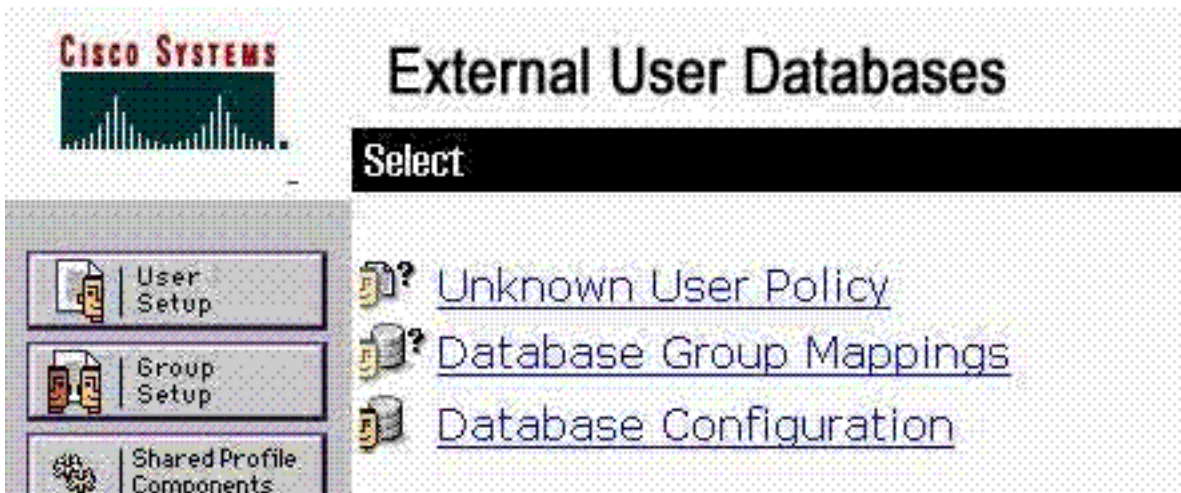 CISCO SYSTEMS
External User Databases
Select
User
Setup
Group
Setup
Shared Profile
Components
Unknown User Policy
Database Group Mappings
Database Configuration